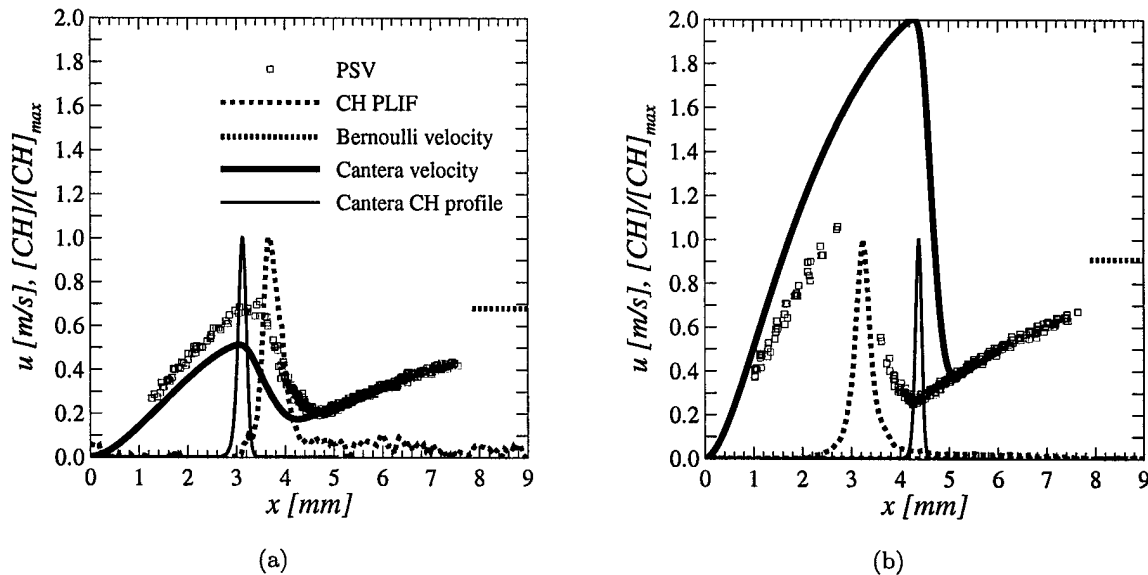 2.0
1.8
1.6
1.4
1.2
1.0
0.8
0.6
0.4
0.2
0.0
u [m/s], [CH]/[CH]max
PSV
CH PLIF
Bernoulli velocity
Cantera velocity
Cantera CH profile
0 1 2 3 4 5 6 7 8 9
x [mm]
(a)
2.0
1.8
1.6
1.4
1.2
1.0
0.8
0.6
0.4
0.2
0.0
u [m/s], [CH]/[CH]max
0 1 2 3 4 5 6 7 8 9
x [mm]
(b)